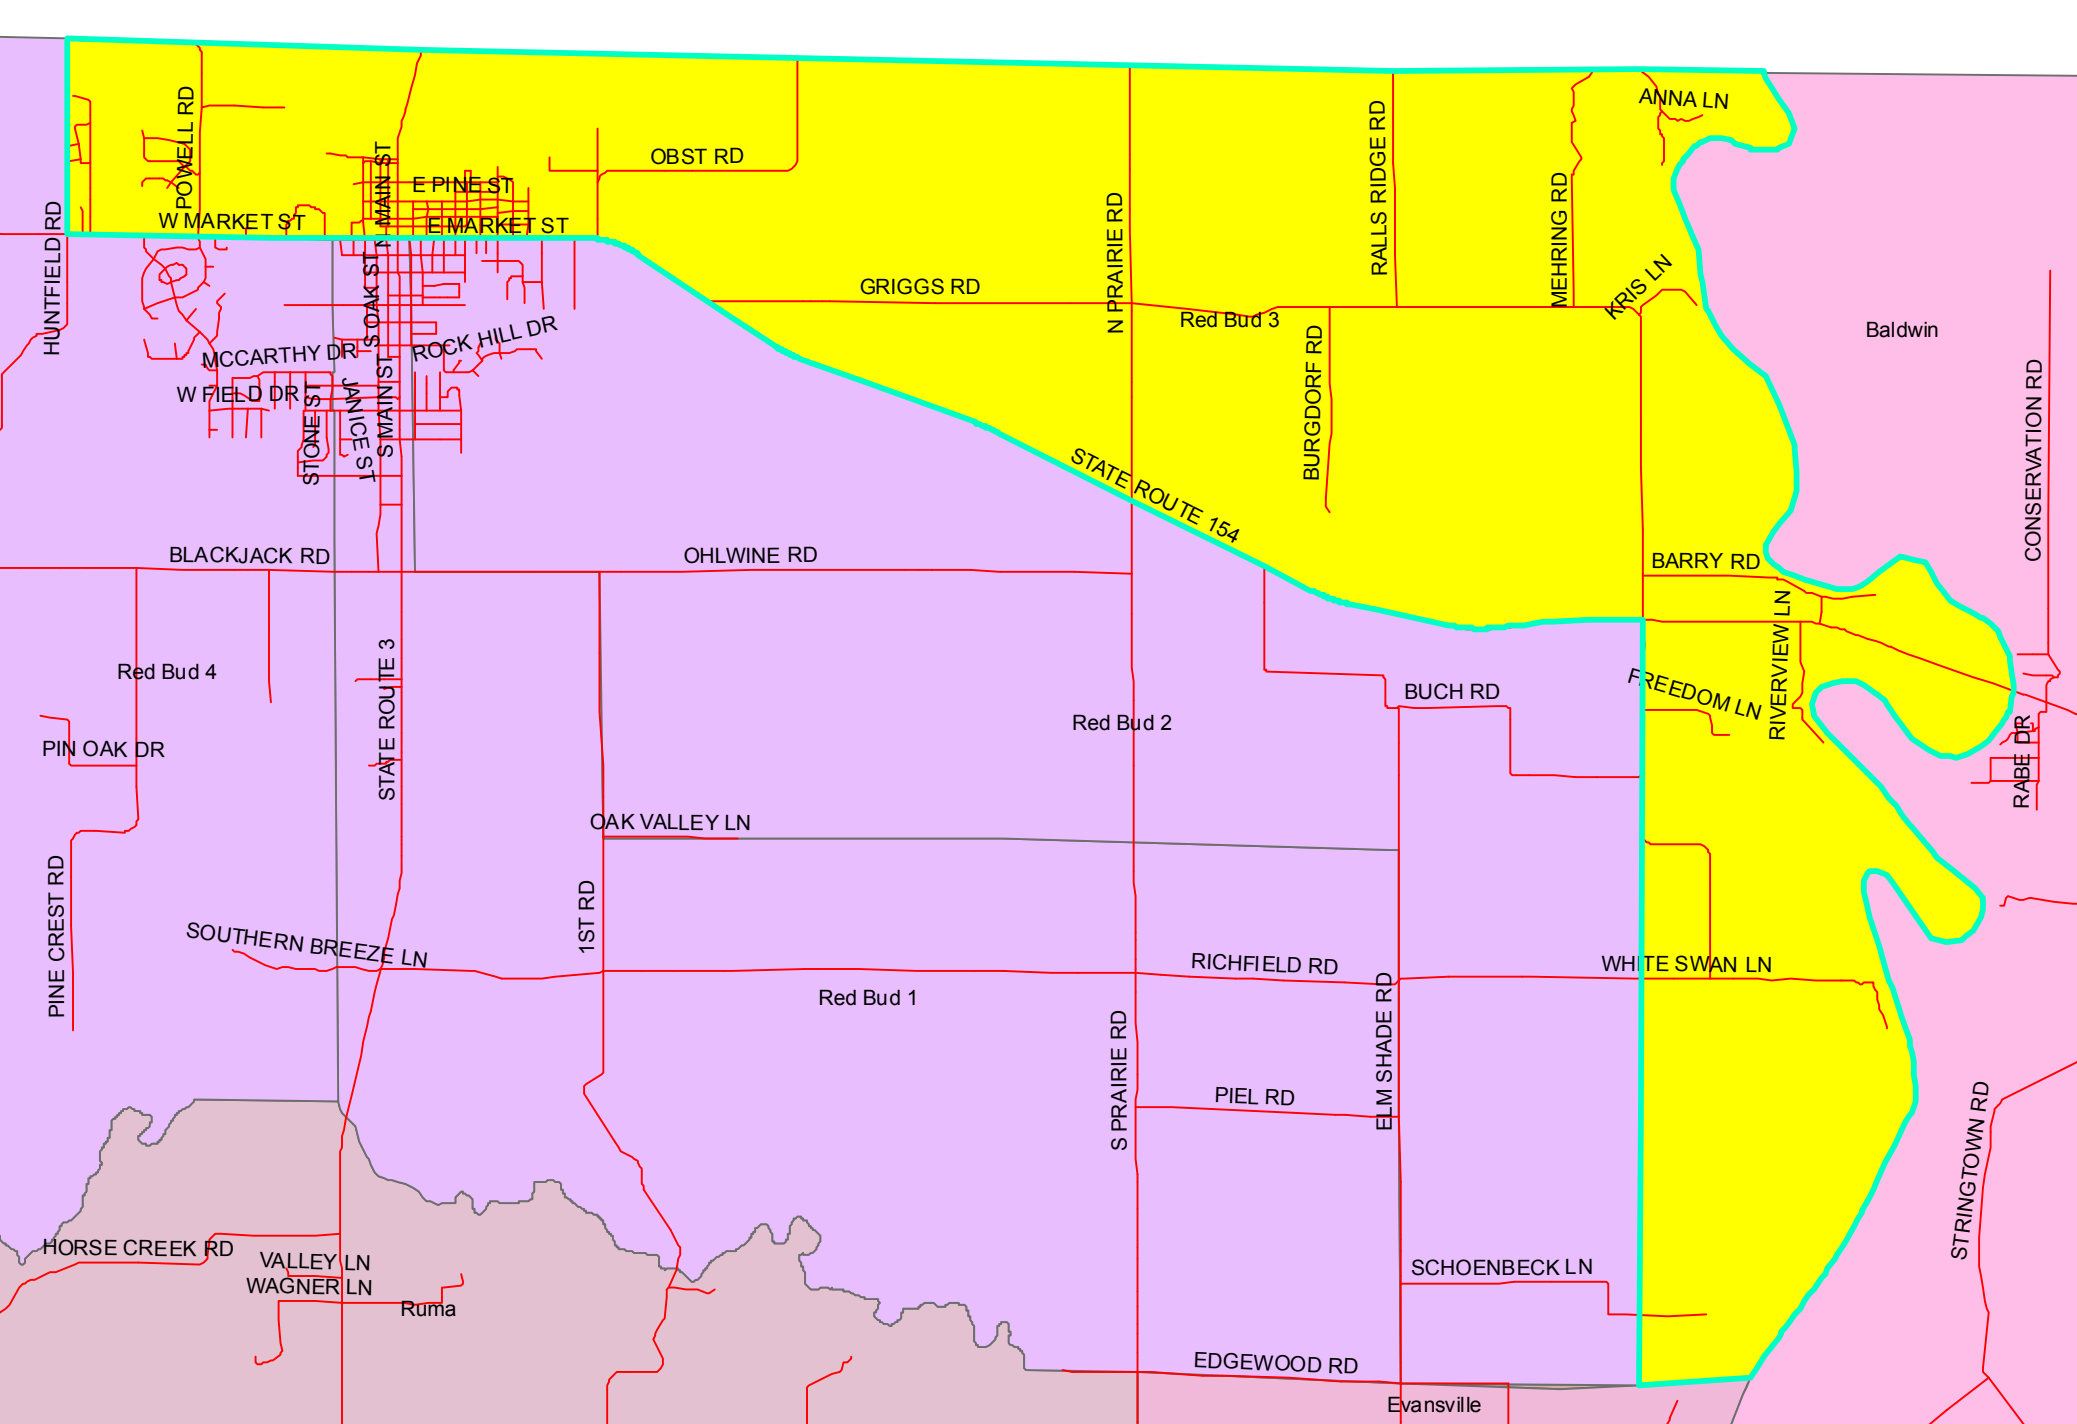 ANNA LN
POWELL RD
RALLS RIDGE RD
OBST RD
N MAIN ST
E PINE ST
MEHRING RD
N PRAIRIE RD
W MARKET ST
E MARKET ST
HUNTFIELD RD
S OAK ST
GRIGGS RD
KRIS LN
Red Bud 3
Baldwin
ROCK HILL DR
MCCARTHY DR
BURGDORF RD
W FIELD DR
STONE ST
JANICE ST
S MAIN ST
CONSERVATION RD
STATE ROUTE 154
BLACKJACK RD
OHLWINE RD
BARRY RD
Red Bud 4
STATE ROUTE 3
RIVERVIEW LN
FREEDOM LN
BUCH RD
Red Bud 2
PIN OAK DR
RABE DR
OAK VALLEY LN
PINE CREST RD
1ST RD
SOUTHERN BREEZE LN
RICHFIELD RD
WHITE SWAN LN
Red Bud 1
ELM SHADE RD
S PRAIRIE RD
PIEL RD
STRINGTOWN RD
HORSE CREEK RD
VALLEY LN
WAGNER LN
Ruma
SCHOENBECK LN
EDGEWOOD RD
Evansville